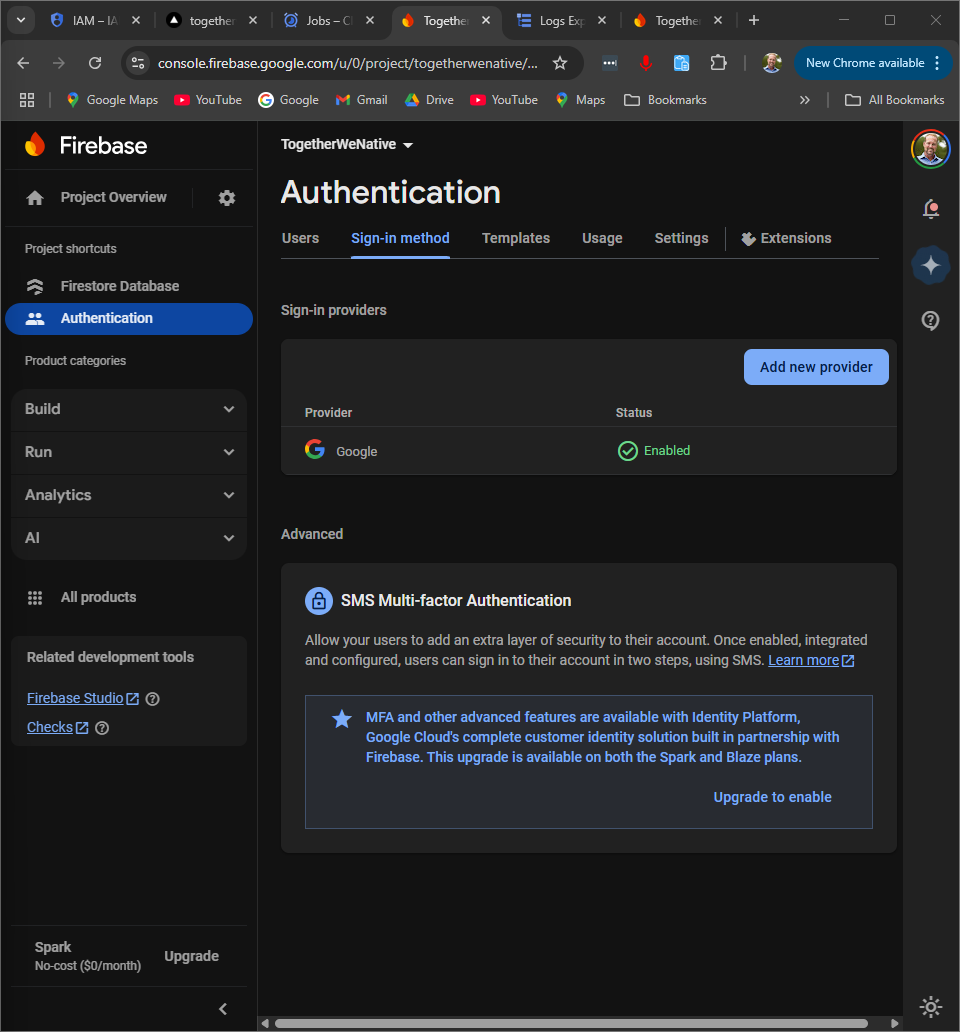 IAM – IA
together
Jobs – Cl
Together
Logs Exp
Together
console.firebase.google.com/u/0/project/togetherwenative/...
New Chrome available
Google Maps
YouTube
Google
Gmail
Drive
YouTube
Maps
Bookmarks
All Bookmarks
Firebase
Project Overview
Project shortcuts
Firestore Database
Authentication
Product categories
Build
Run
Analytics
AI
All products
Related development tools
Firebase Studio
Checks
Spark
No-cost ($0/month)
Upgrade
TogetherWeNative
Authentication
Users
Sign-in method
Templates
Usage
Settings
Extensions
Sign-in providers
Add new provider
Provider
Status
Google
Enabled
Advanced
SMS Multi-factor Authentication
Allow your users to add an extra layer of security to their account. Once enabled, integrated
and configured, users can sign in to their account in two steps, using SMS. Learn more
MFA and other advanced features are available with Identity Platform,
Google Cloud's complete customer identity solution built in partnership with
Firebase. This upgrade is available on both the Spark and Blaze plans.
Upgrade to enable